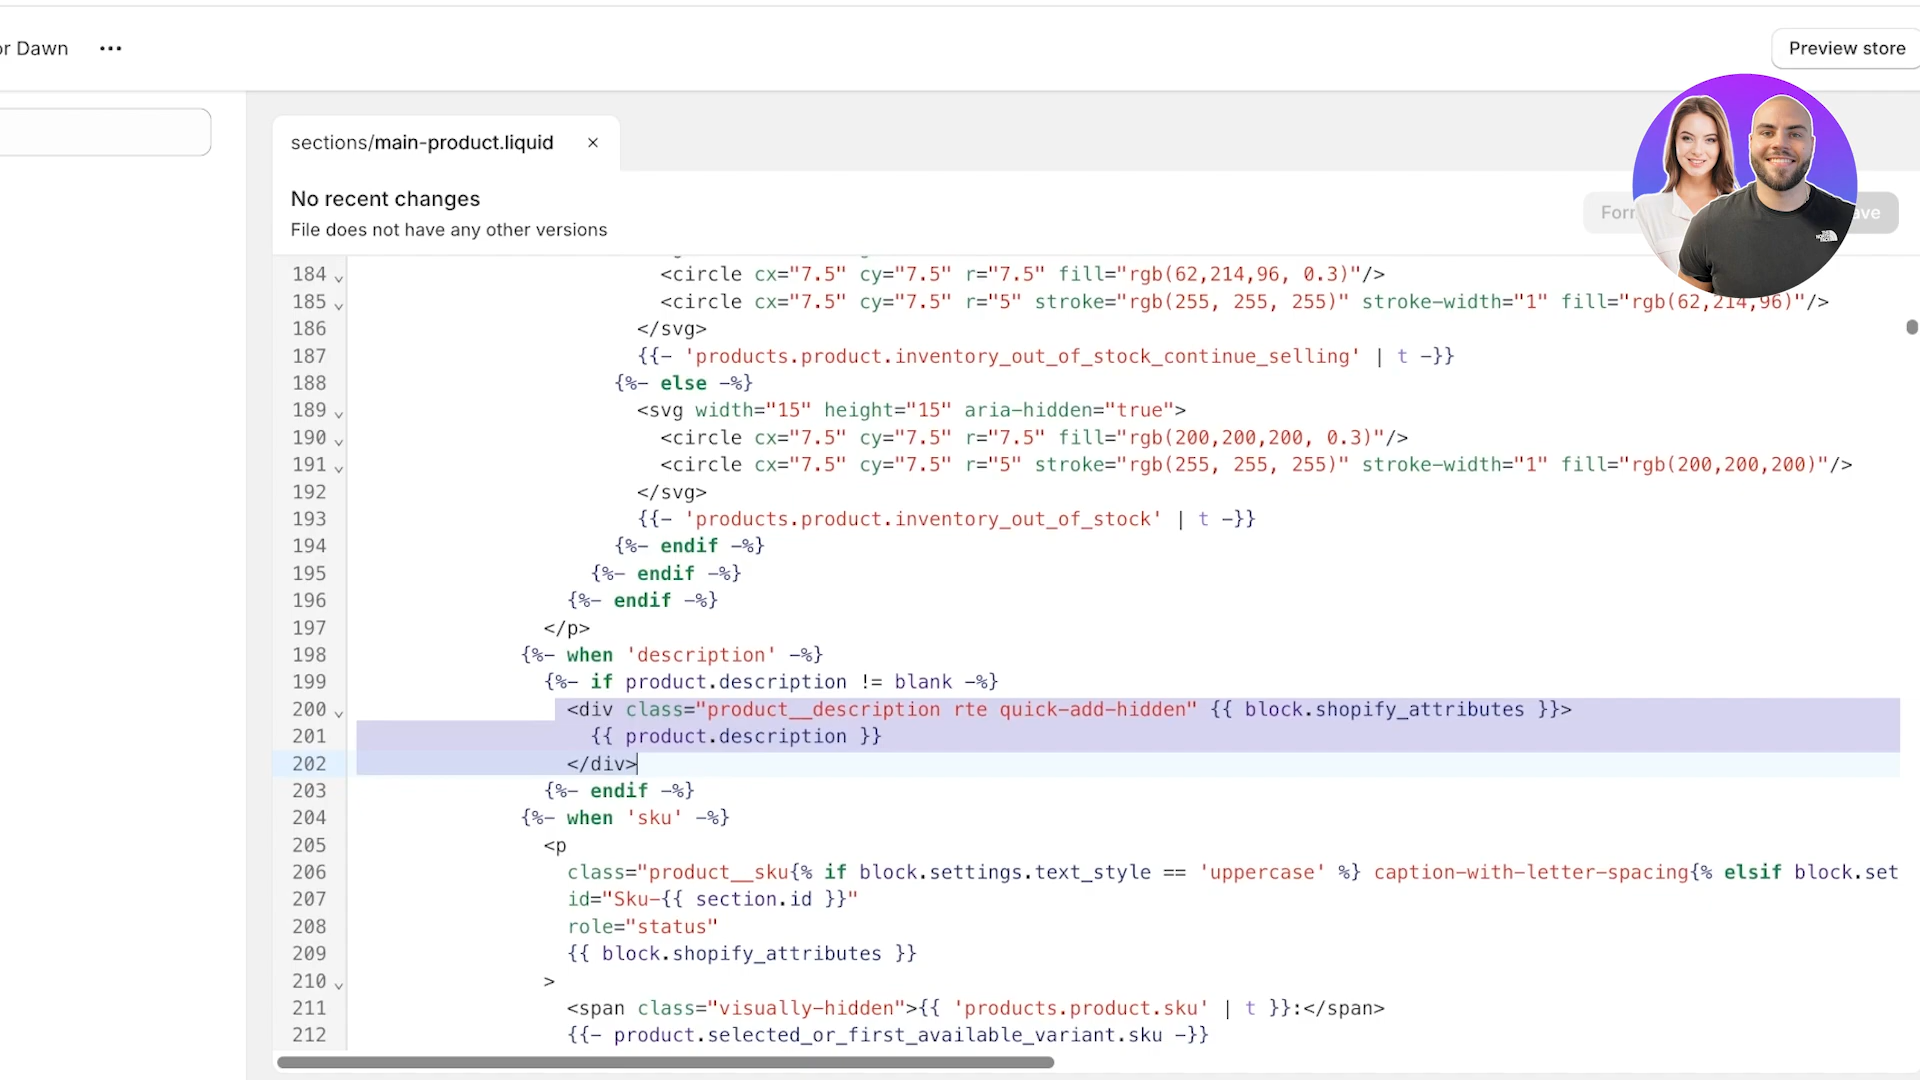 or Dawn
Preview store
sections/main-product.liquid
No recent changes
File does not have any other versions
184 <circle cx="7.5" cy="7.5" r="7.5" fill="rgb(62,214,96, 0.3)"/>
185 <circle cx="7.5" cy="7.5" r="5" stroke="rgb(255, 255, 255)" stroke-width="1" fill="rgb(62,214,96)"/>
186 </svg>
187 {{- 'products.product.inventory_out_of_stock_continue_selling' | t -}}
188 {%- else -%}
189 <svg width="15" height="15" aria-hidden="true">
190 <circle cx="7.5" cy="7.5" r="7.5" fill="rgb(200,200,200, 0.3)"/>
191 <circle cx="7.5" cy="7.5" r="5" stroke="rgb(255, 255, 255)" stroke-width="1" fill="rgb(200,200,200)"/>
192 </svg>
193 {{- 'products.product.inventory_out_of_stock' | t -}}
194 {%- endif -%}
195 {%- endif -%}
196 {%- endif -%}
197 </p>
198 {%- when 'description' -%}
199 {%- if product.description != blank -%}
200 <div class="product__description rte quick-add-hidden" {{ block.shopify_attributes }}>
201 {{ product.description }}
202 </div>
203 {%- endif -%}
204 {%- when 'sku' -%}
205 <p
206 class="product__sku{% if block.settings.text_style == 'uppercase' %} caption-with-letter-spacing{% elsif block.set
207 id="Sku-{{ section.id }}"
208 role="status"
209 {{ block.shopify_attributes }}
210 >
211 <span class="visually-hidden">{{ 'products.product.sku' | t }}:</span>
212 {{- product.selected_or_first_available_variant.sku -}}